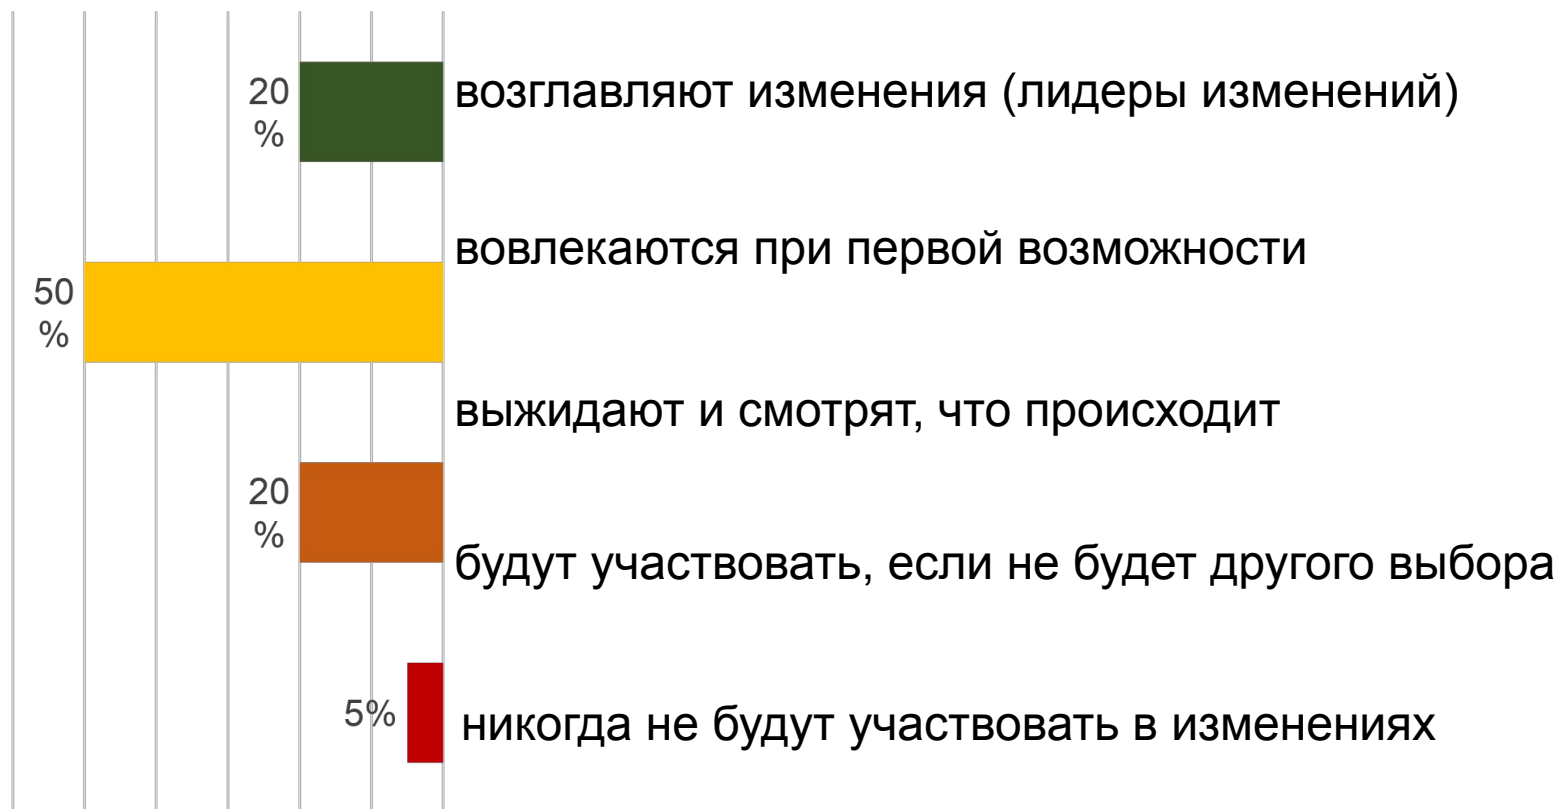 20
%
возглавляют изменения (лидеры изменений)
вовлекаются при первой возможности
50
%
выжидают и смотрят, что происходит
20
%
будут участвовать, если не будет другого выбора
5%
никогда не будут участвовать в изменениях